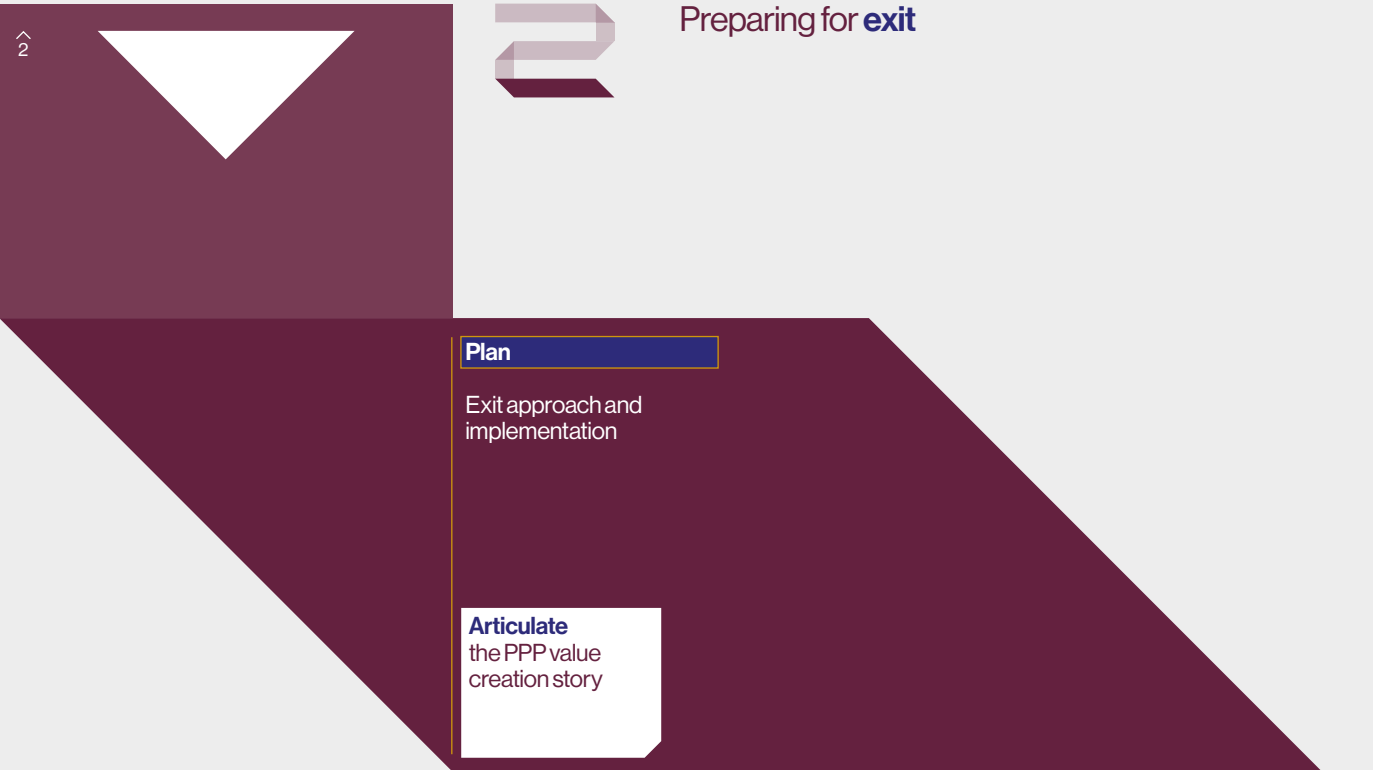 2
Preparing for exit
Plan
Exit approach and
implementation
Articulate
the PPP value
creation story